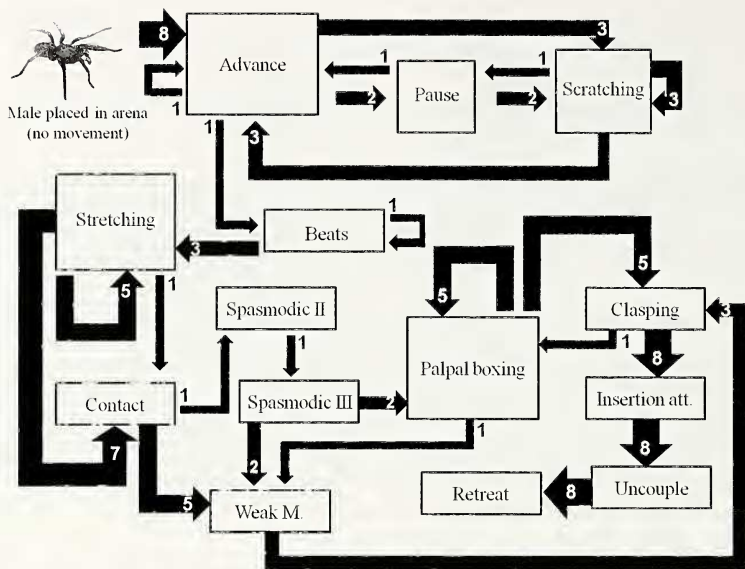 8
3
1
1
Advance
Pause
Scratching
Male placed in arena
(no movement)
1
2
2
3
1
3
Stretching
1
Beats
3
5
1
5
5
Spasmodic II
Clasping
3
1
1
8
Palpal boxing
Contact
1
Spasmodic III
2
Insertion att.
7
1
8
2
5
Weak M.
Retreat
8
Uncouple